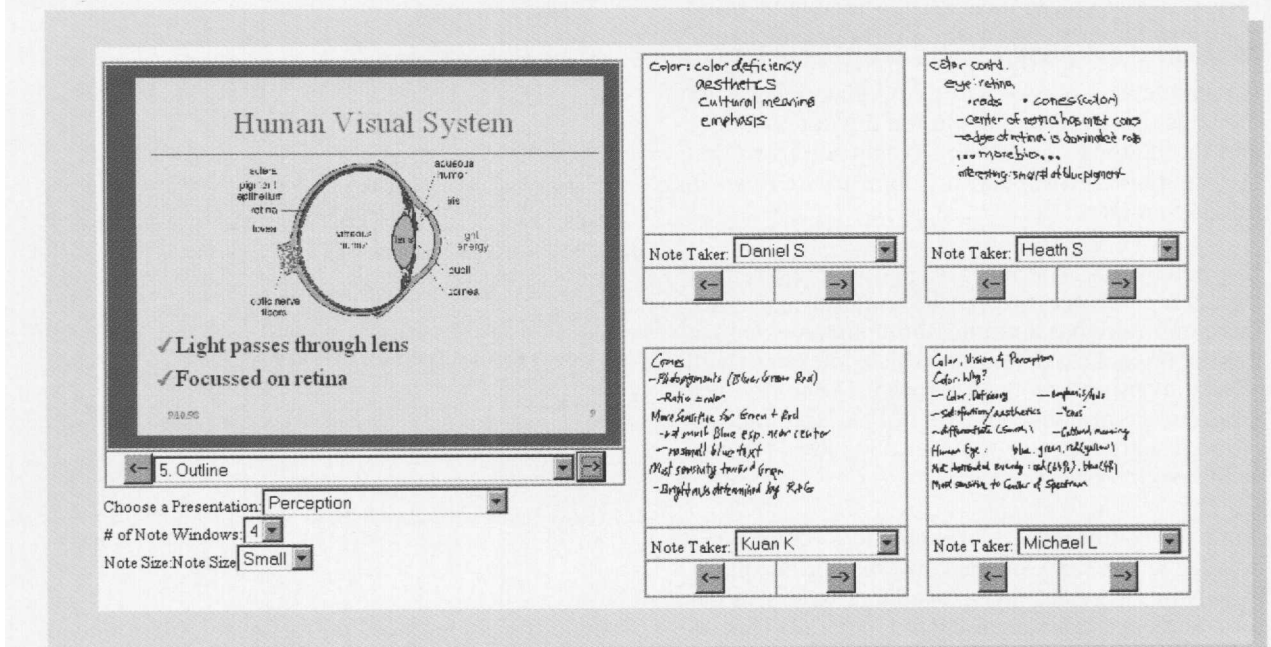 Human Visual System
sclera
pigment
epithelium
retina
fovea
optic nerve
fibers
vitreous
humor
lens
aqueous
humor
iris
light
energy
pupil
cornea
✓Light passes through lens
✓Focussed on retina
9
<- 5. Outline ->
Choose a Presentation: Perception
# of Note Windows: 4
Note Size:Note Size Small
Color: color deficiency
aesthetics
cultural meaning
emphasis
Note Taker: Daniel S
<- ->
color contd.
eye: retina
• rods • cones (color)
- center of retina has most cones
- edge of retina is dominated rods
... more bio...
interesting: small # of blue pigment
Note Taker: Heath S
<- ->
Cones
- Photopigments (Blue Green Red)
- Ratio = color
More Sensitive for Green + Red
- not much Blue esp. near center
- no small blue text
Most sensitivity toward Green
- Brightness determined by R+G
Note Taker: Kuan K
<- ->
Color, Vision & Perception
Color. Why?
- Color Deficiency - emphasis
- Satisfaction/aesthetics
- differentiate - Cultural meaning
Human Eye: blue, green, red (yellow)
Not distributed evenly: red (64%), blue
Most sensitive to Center of Spectrum
Note Taker: Michael L
<- ->